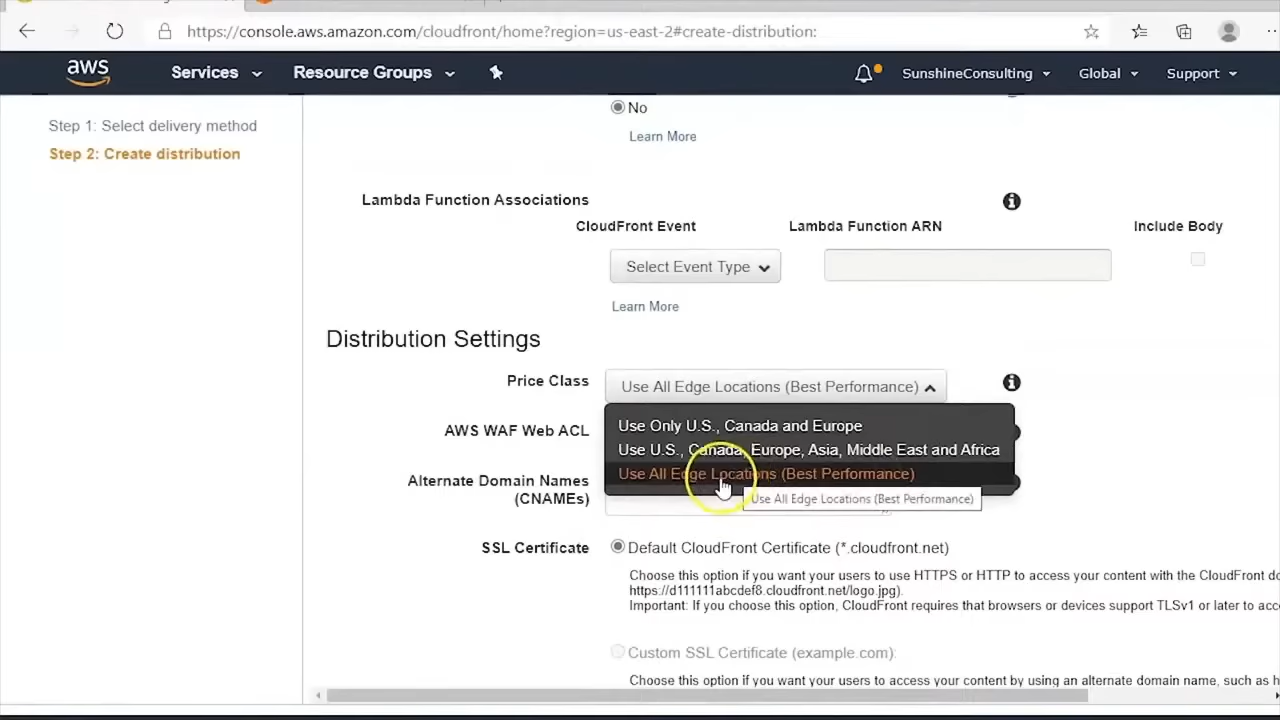 https://console.aws.amazon.com/cloudfront/home?region=us-east-2#create-distribution:
aws
Services
Resource Groups
SunshineConsulting
Global
Support
Step 1: Select delivery method
Step 2: Create distribution
No
Learn More
Lambda Function Associations
CloudFront Event
Lambda Function ARN
Include Body
Select Event Type
Learn More
Distribution Settings
Price Class
Use All Edge Locations (Best Performance)
Use Only U.S., Canada and Europe
AWS WAF Web ACL
Use U.S., Canada, Europe, Asia, Middle East and Africa
Use All Edge Locations (Best Performance)
Alternate Domain Names
(CNAMEs)
Use All Edge Locations (Best Performance)
SSL Certificate
Default CloudFront Certificate (*.cloudfront.net)
Choose this option if you want your users to use HTTPS or HTTP to access your content with the CloudFront do
https://d111111abcdef8.cloudfront.net/logo.jpg).
Important: If you choose this option, CloudFront requires that browsers or devices support TLSv1 or later to acce
Custom SSL Certificate (example.com):
Choose this option if you want your users to access your content by using an alternate domain name, such as h